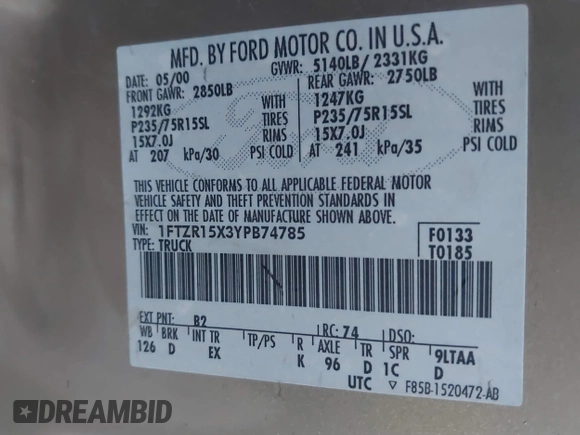 MFD. BY FORD MOTOR CO. IN U.S.A.
DATE: 05/00 GVWR: 5140LB / 2331KG
FRONT GAWR: 2850LB REAR GAWR: 2750LB
1292KG WITH 1247KG WITH
P235/75R15SL TIRES P235/75R15SL TIRES
15X7.0J RIMS 15X7.0J RIMS
AT 207 kPa/30 PSI COLD AT 241 kPa/35 PSI COLD
THIS VEHICLE CONFORMS TO ALL APPLICABLE FEDERAL MOTOR
VEHICLE SAFETY AND THEFT PREVENTION STANDARDS IN
EFFECT ON THE DATE OF MANUFACTURE SHOWN ABOVE.
VIN: 1FTZR15X3YPB74785 F0133
TYPE: TRUCK T0185
EXT PNT: B2 RC: 74 DSO:
WB BRK INT TR TP/PS R AXLE TR SPR 9LTAA
126 D EX K 96 D 1C D
UTC ▽ F85B-1520472-AB
DREAMBID